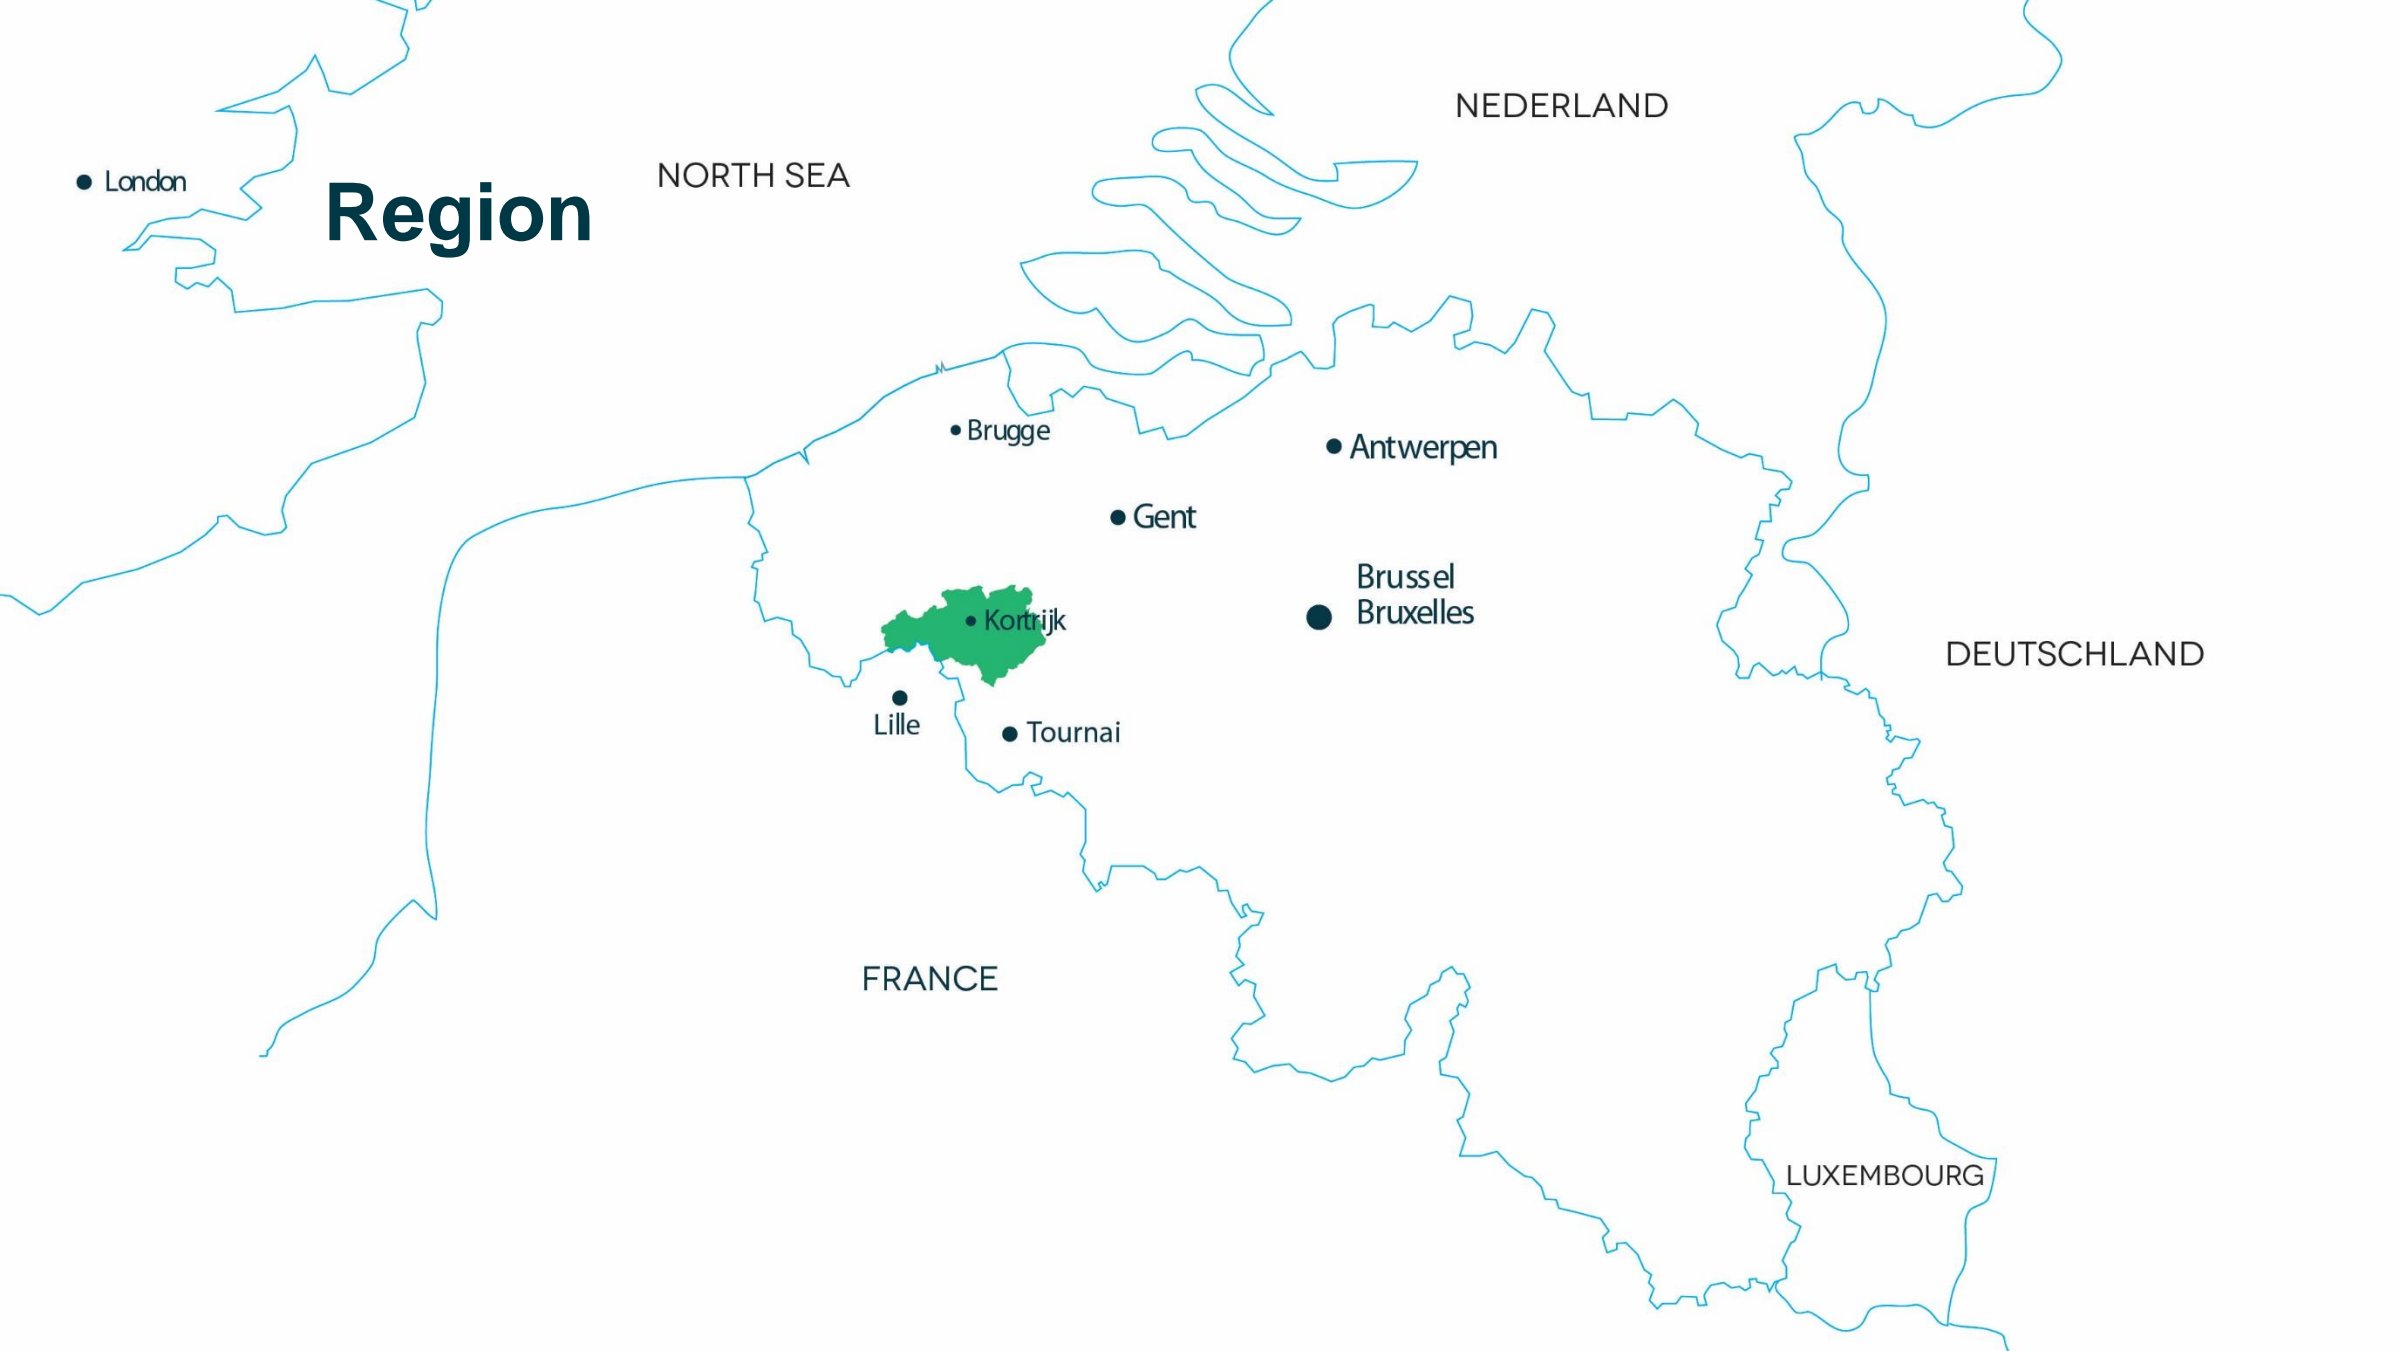 NEDERLAND
NORTH SEA
London
Region
Brugge
Antwerpen
Gent
Brussel
Bruxelles
Kortrijk
DEUTSCHLAND
Lille
Tournai
FRANCE
LUXEMBOURG